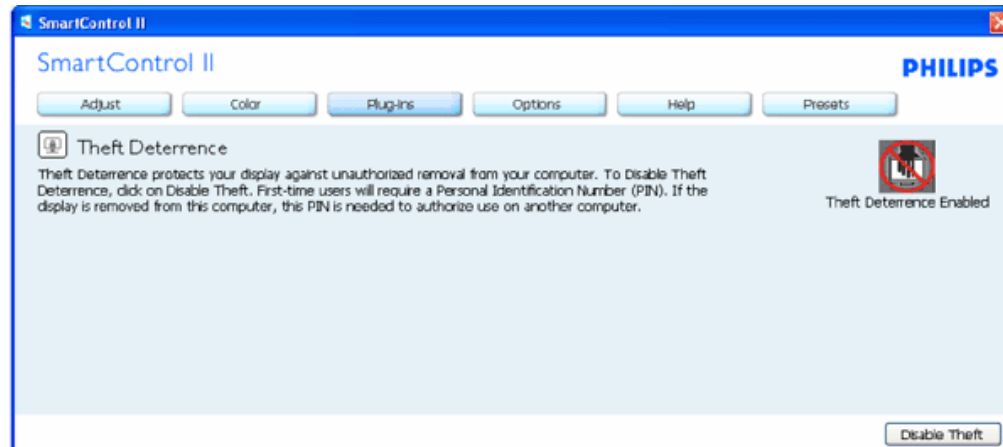 SmartControl II
SmartControl II
PHILIPS
Adjust Color Plug-Ins Options Help Presets
Theft Deterrence
Theft Deterrence protects your display against unauthorized removal from your computer. To Disable Theft
Deterrence, click on Disable Theft. First-time users will require a Personal Identification Number (PIN). If the
display is removed from this computer, this PIN is needed to authorize use on another computer.
Theft Deterrence Enabled
Disable Theft